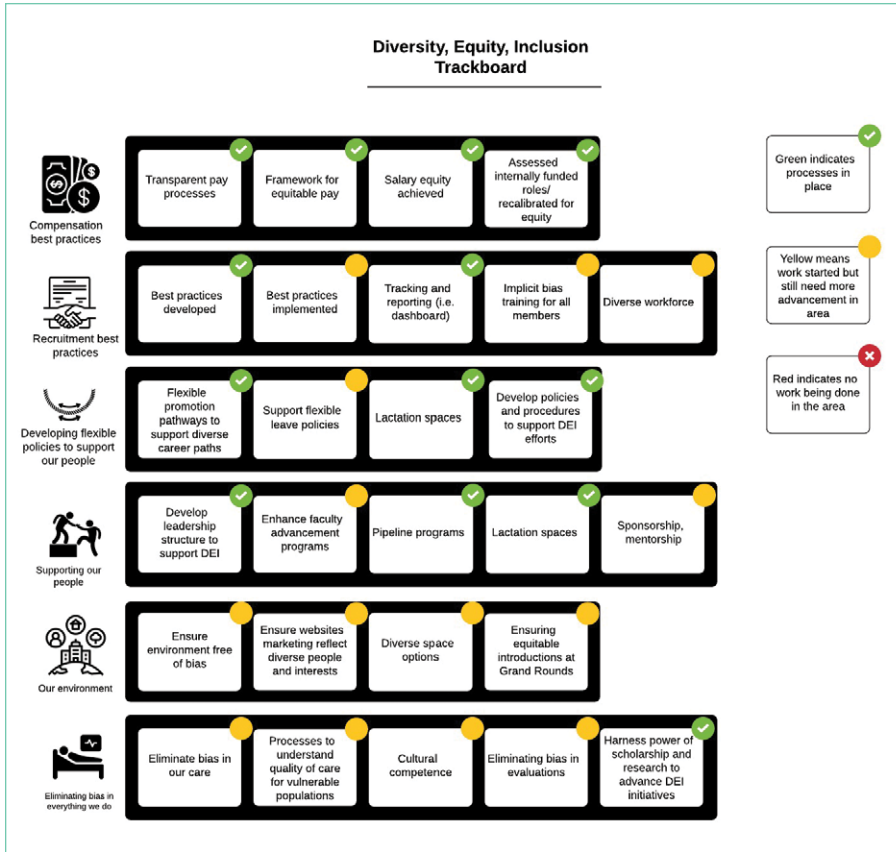 Diversity, Equity, Inclusion
Trackboard
Compensation
best practices
Transparent pay
processes
Framework for
equitable pay
Salary equity
achieved
Assessed
internally funded
roles/
recalibrated for
equity
Green indicates
processes in
place
Recruitment best
practices
Best practices
developed
Best practices
implemented
Tracking and
reporting (i.e.
dashboard)
Implicit bias
training for all
members
Diverse workforce
Yellow means
work started but
still need more
advancement in
area
Developing flexible
policies to support
our people
Flexible
promotion
pathways to
support diverse
career paths
Support flexible
leave policies
Lactation spaces
Develop policies
and procedures
to support DEI
efforts
Red indicates no
work being done
in the area
Supporting our
people
Develop
leadership
structure to
support DEI
Enhance faculty
advancement
programs
Pipeline programs
Lactation spaces
Sponsorship,
mentorship
Our environment
Ensure
environment free
of bias
Ensure websites
marketing reflect
diverse people
and interests
Diverse space
options
Ensuring
equitable
introductions at
Grand Rounds
Eliminating bias in
everything we do
Eliminate bias in
our care
Processes to
understand
quality of care
for vulnerable
populations
Cultural
competence
Eliminating bias in
evaluations
Harness power of
scholarship and
research to
advance DEI
initiatives